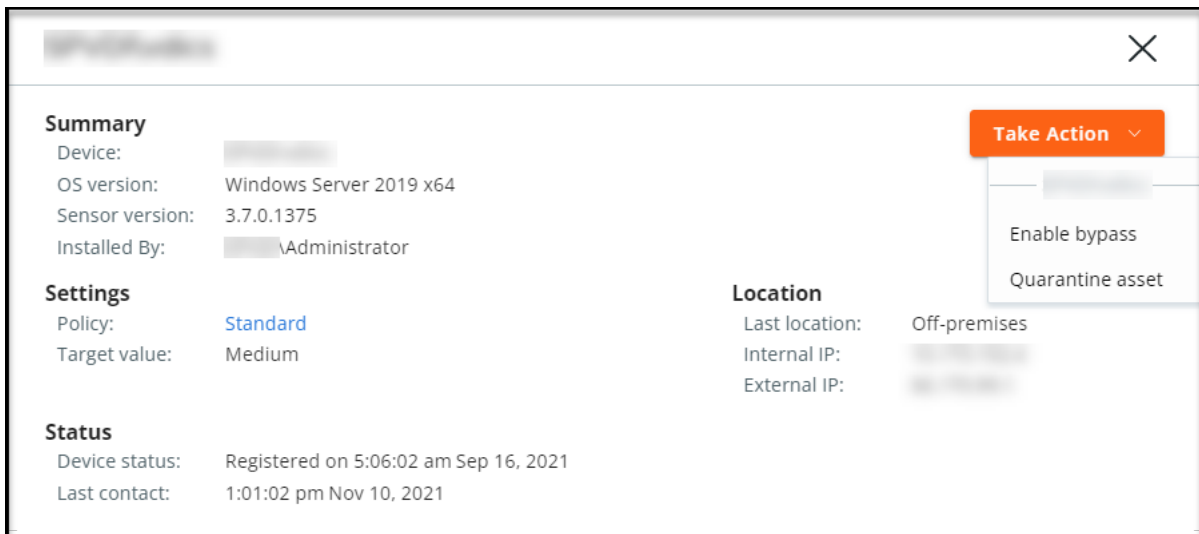 Summary
Take Action
Device:
OS version: Windows Server 2019 x64
Sensor version: 3.7.0.1375
Enable bypass
Installed By: \Administrator
Quarantine asset
Settings
Location
Policy: Standard
Last location: Off-premises
Target value: Medium
Internal IP:
External IP:
Status
Device status: Registered on 5:06:02 am Sep 16, 2021
Last contact: 1:01:02 pm Nov 10, 2021